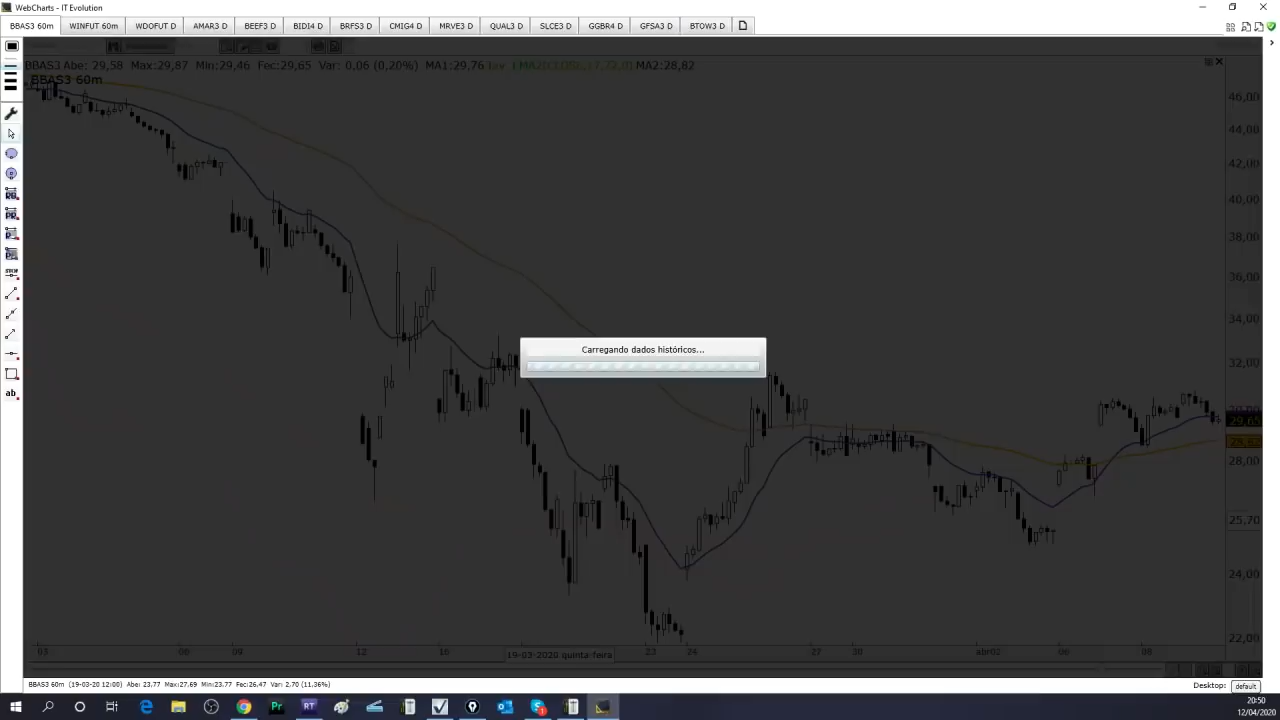 WebCharts - IT Evolution
BBAS3 60m
WINFUT 60m
WDOFUT D
AMAR3 D
BEEF3 D
BIDI4 D
BRFS3 D
CMIG4 D
MRVE3 D
QUAL3 D
SLCE3 D
GGBR4 D
GFSA3 D
BTOW3 D
BBAS3 Abe: 29,58 Max:29,87 Min:29,46 Fec:29,65 Var: 0,06 (0,20%) MA1:29,76 MA2:28,82
BBAS3 60m
46,00
44,00
42,00
40,00
38,00
36,00
34,00
Carregando dados históricos...
32,00
29,65
28,82
28,00
25,70
24,00
22,00
03
09
12
16
19-03-2020 quinta-feira
23
24
27
30
abr02
06
08
BBAS3 60m (19-03-20 12:00) Abe: 23,77 Max:27,69 Min:23,77 Fec:26,47 Var: 2,70 (11,36%)
Desktop: default
ab
20:50
12/04/2020